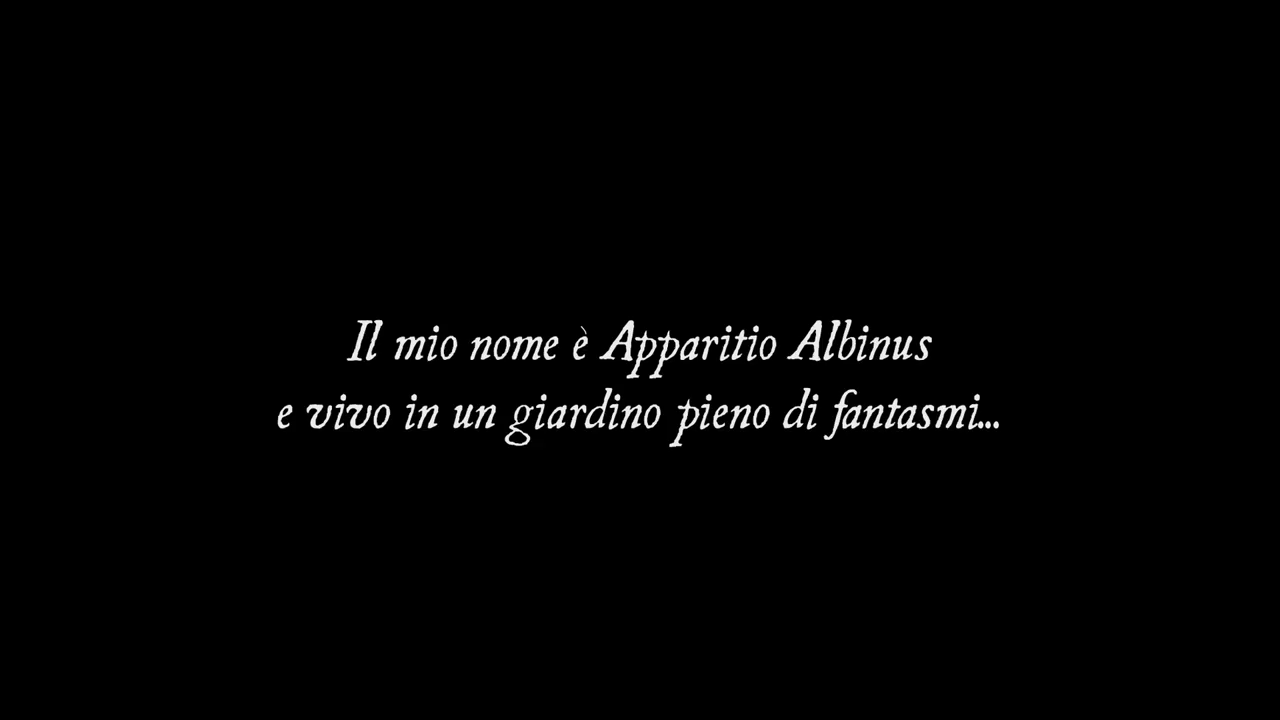 Il mio nome è Apparitio Albinus
e vivo in un giardino pieno di fantasmi...